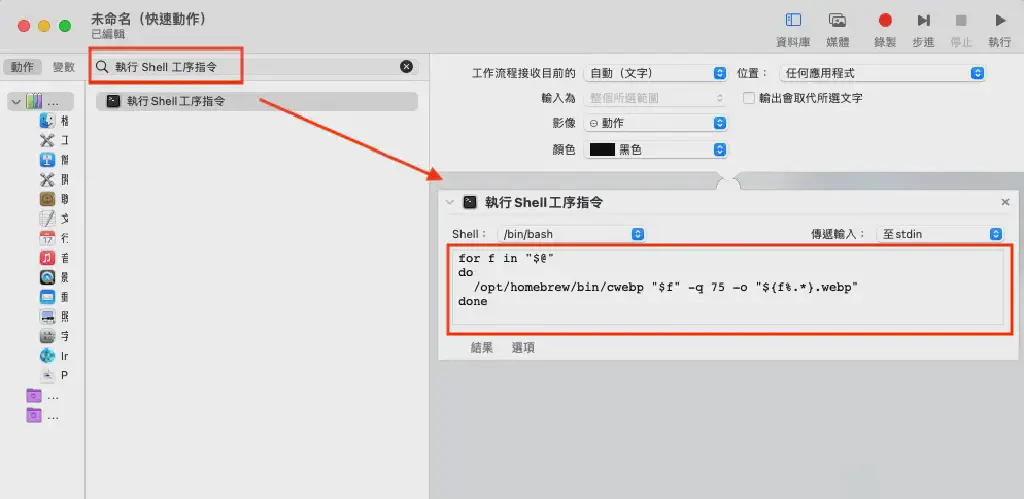 未命名（快速動作）
已編輯
資料庫 媒體 錄製 步進 停止 執行
動作 變數
執行 Shell 工序指令
執行 Shell 工序指令
工作流程接收目前的 自動（文字） 位置： 任何應用程式
輸入為 整個所選範圍 輸出會取代所選文字
影像 動作
顏色 黑色
...
工
文
行
音
影
動
照
字
Ir
P
...
...
執行 Shell 工序指令
Shell： /bin/bash 傳遞輸入： 至 stdin
for f in "$@"
do
/opt/homebrew/bin/cwebp "$f" -q 75 -o "${f%.*}.webp"
done
結果 選項